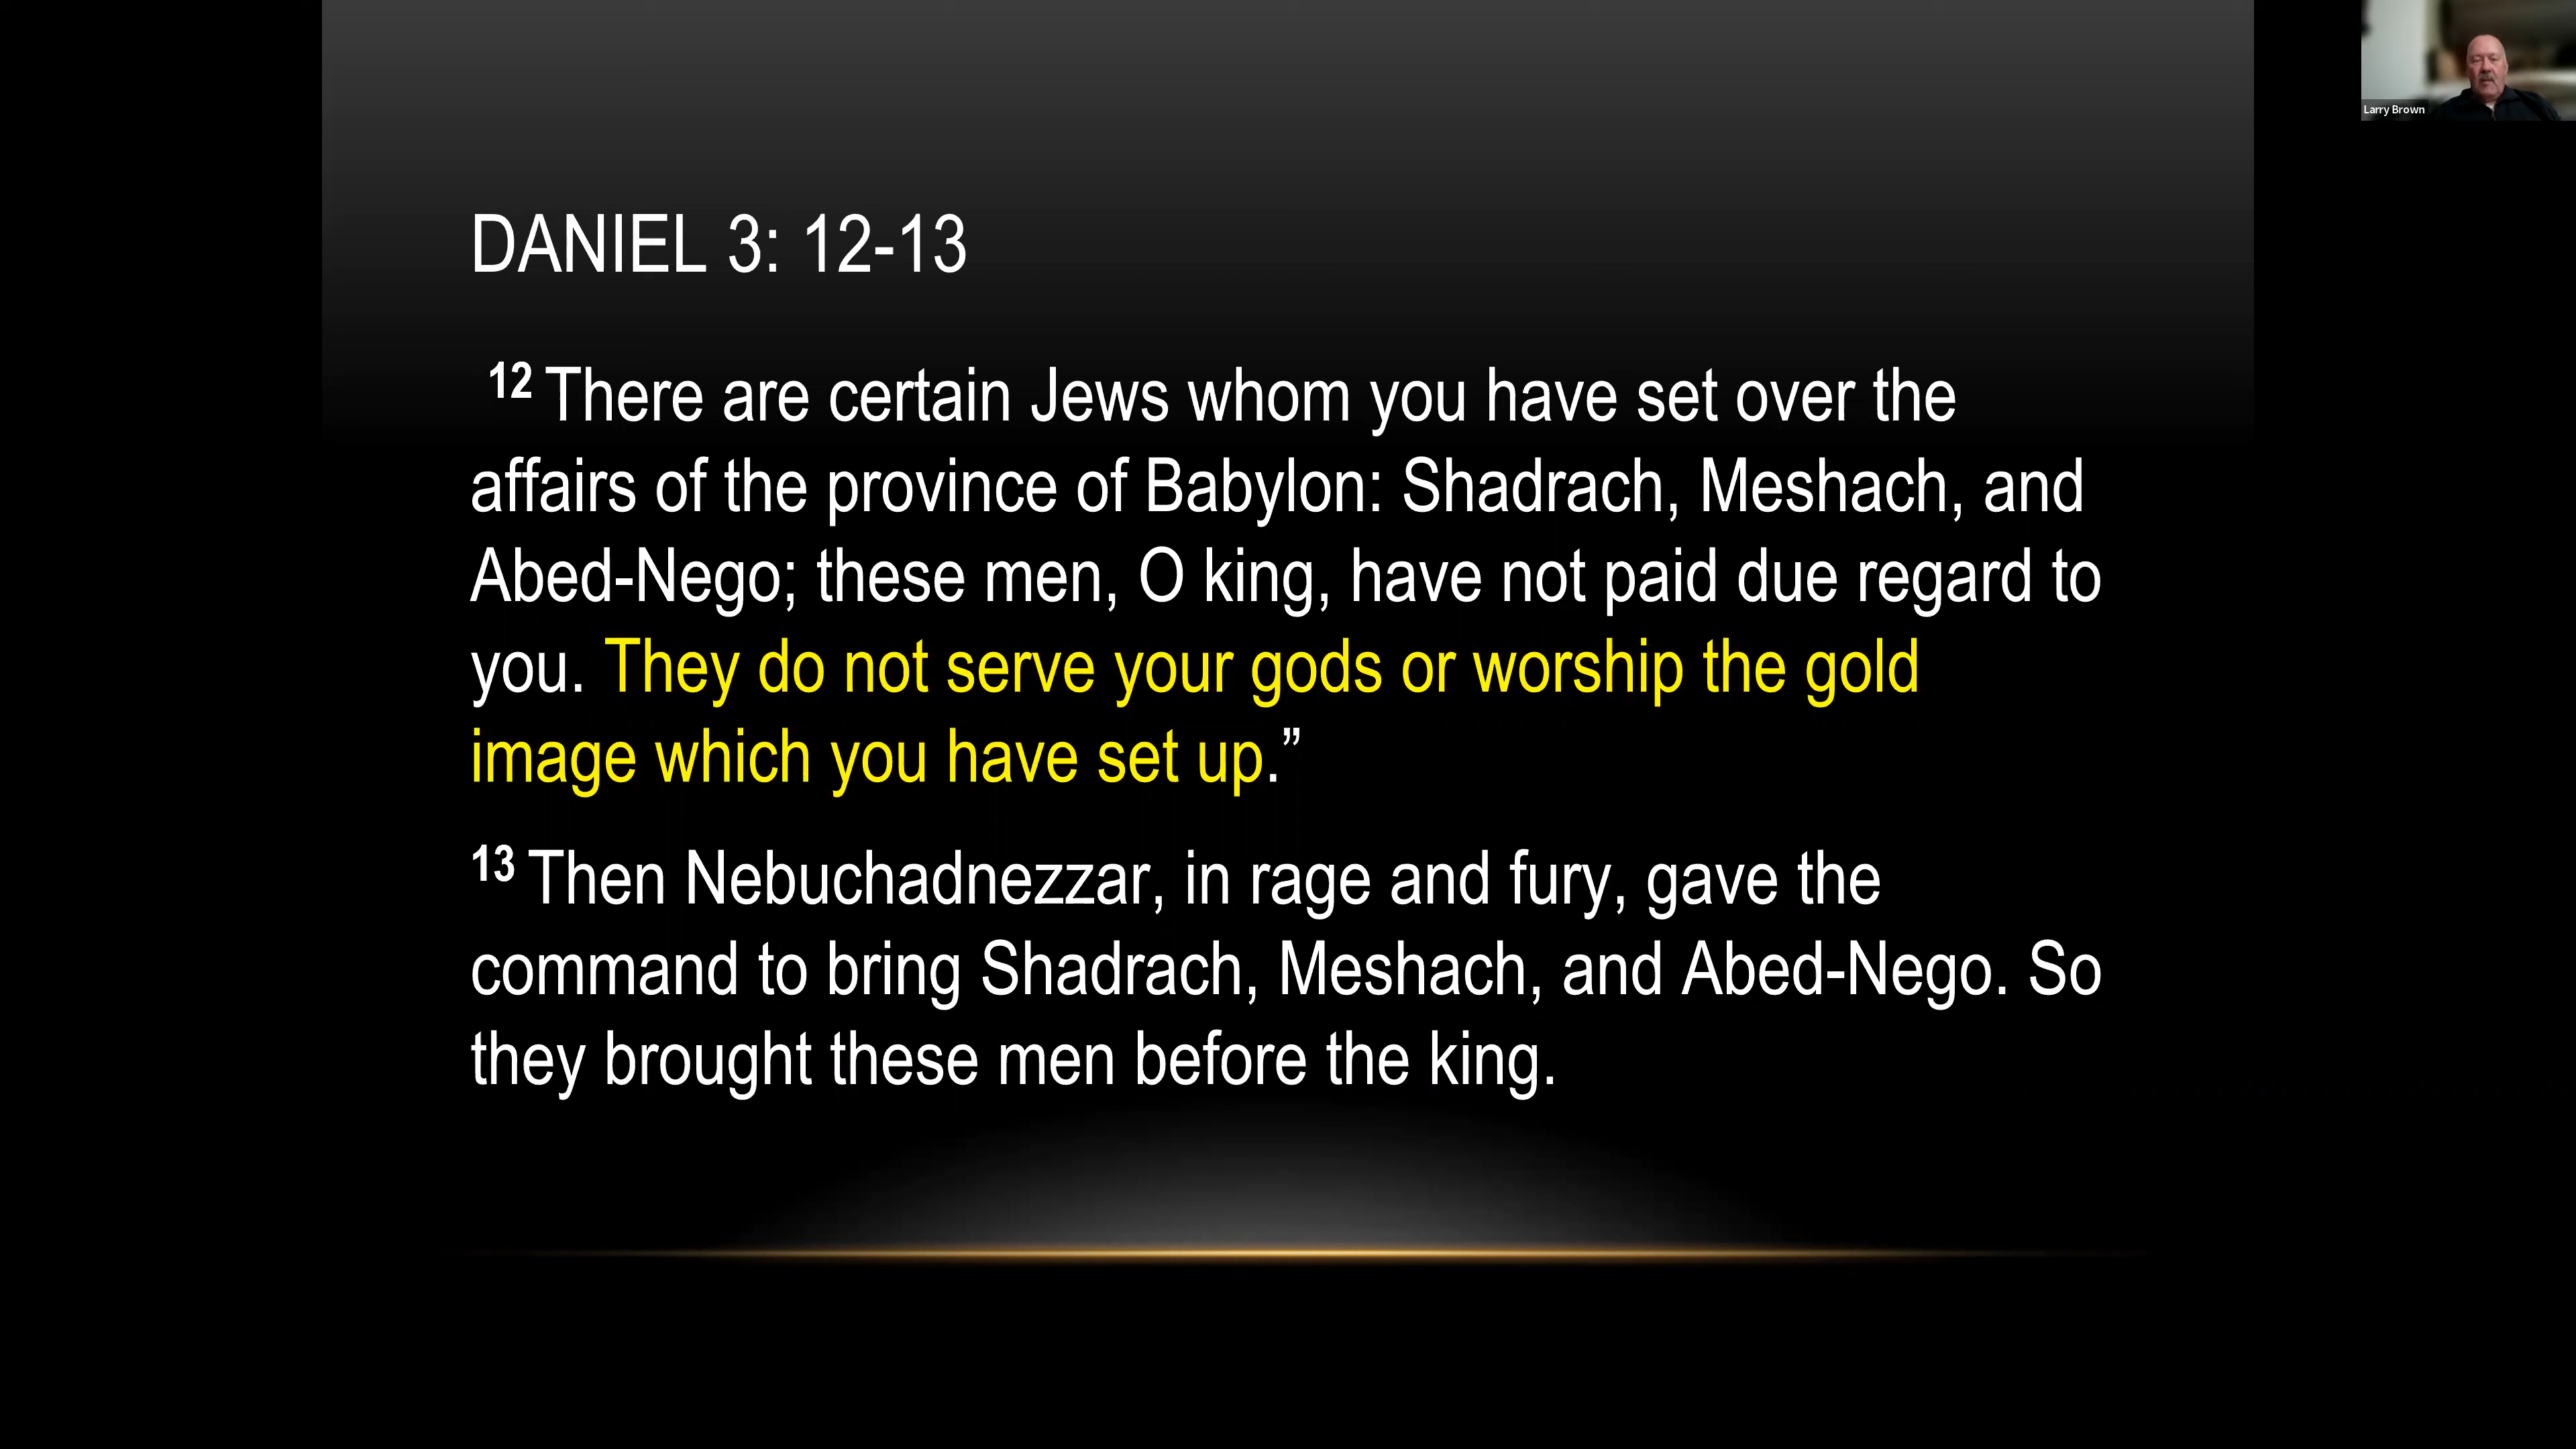 Larry Brown
DANIEL 3: 12-13
12 There are certain Jews whom you have set over the
affairs of the province of Babylon: Shadrach, Meshach, and
Abed-Nego; these men, O king, have not paid due regard to
you. They do not serve your gods or worship the gold
image which you have set up.”
13 Then Nebuchadnezzar, in rage and fury, gave the
command to bring Shadrach, Meshach, and Abed-Nego. So
they brought these men before the king.